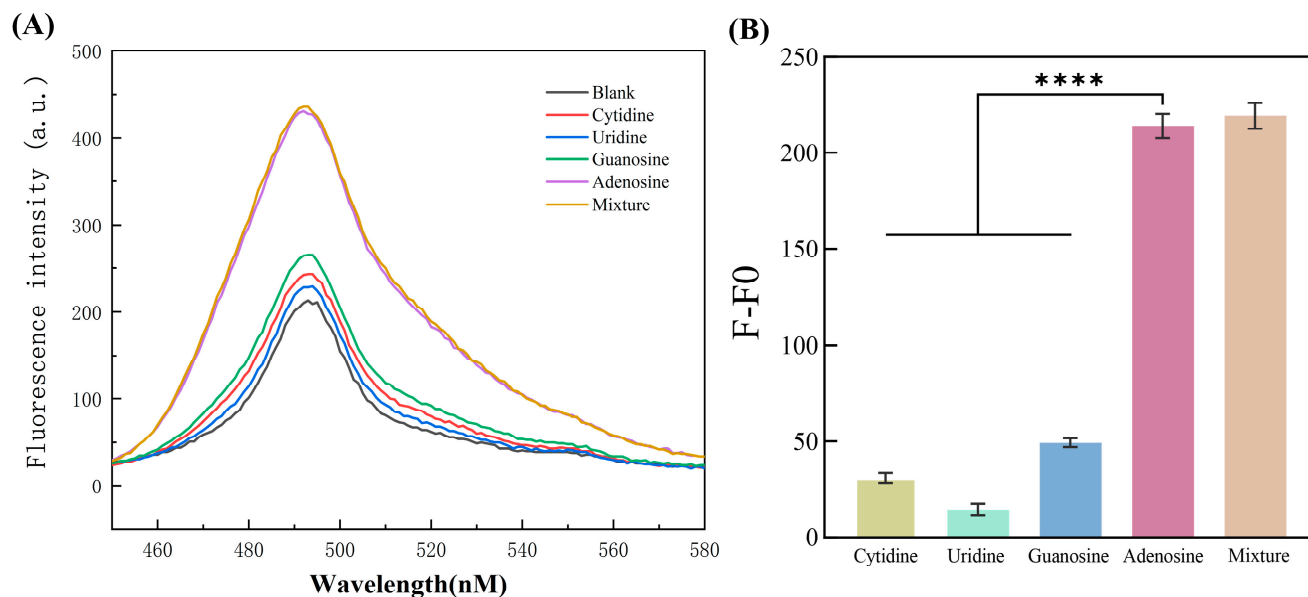 (A)
Fluorescence intensity (a.u.)
500
400
300
200
100
0
Blank
Cytidine
Uridine
Guanosine
Adenosine
Mixture
460 480 500 520 540 560 580
Wavelength(nM)
(B)
F-F0
250
200
150
100
50
0
****
Cytidine Uridine Guanosine Adenosine Mixture